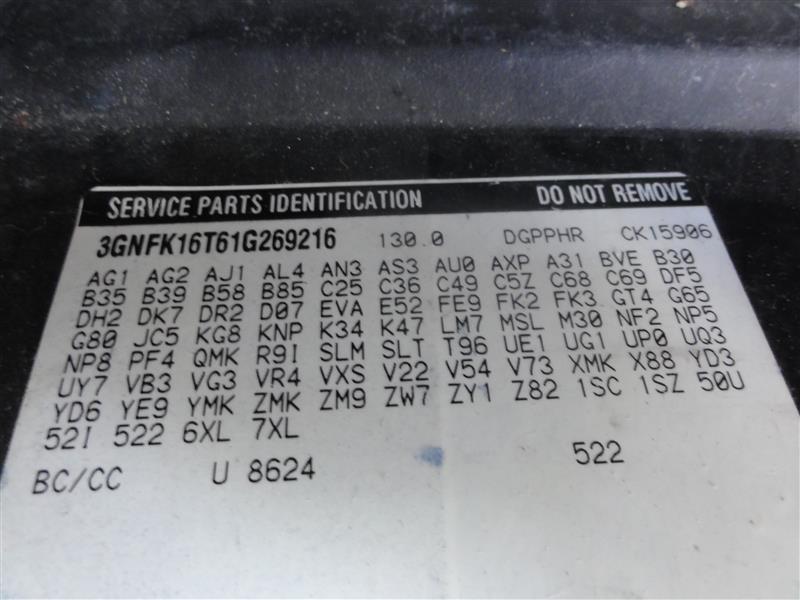 SERVICE PARTS IDENTIFICATION DO NOT REMOVE
3GNFK16T61G269216 130.0 DGPPHR CK15906
AG1 AG2 AJ1 AL4 AN3 AS3 AU0 AXP A31 BVE B30
B35 B39 B58 B85 C25 C36 C49 C5Z C68 C69 DF5
DH2 DK7 DR2 D07 EVA E52 FE9 FK2 FK3 GT4 G65
G80 JC5 KG8 KNP K34 K47 LM7 MSL M30 NF2 NP5
NP8 PF4 QMK R9I SLM SLT T96 UE1 UG1 UP0 UQ3
UY7 VB3 VG3 VR4 VXS V22 V54 V73 XMK X88 YD3
YD6 YE9 YMK ZMK ZM9 ZW7 ZY1 Z82 1SC 1SZ 50U
52I 522 6XL 7XL
BC/CC U 8624 522